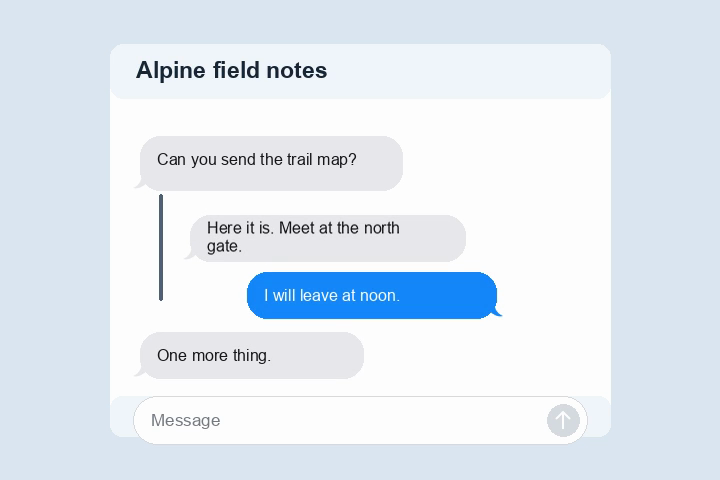 Alpine field notes
Can you send the trail map?
Here it is. Meet at the north
gate.
I will leave at noon.
One more thing.
Message